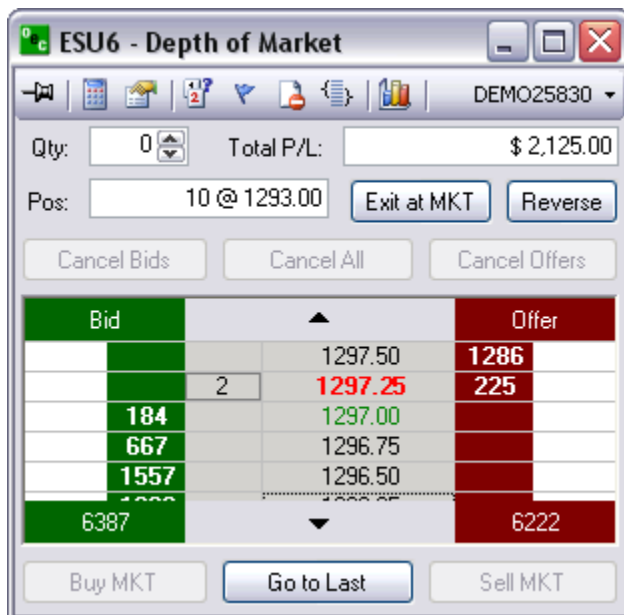 ESU6 - Depth of Market
DEMO25830
Qty: 0 Total P/L: $ 2,125.00
Pos: 10 @ 1293.00 Exit at MKT Reverse
Cancel Bids Cancel All Cancel Offers
Bid Offer
1297.50 1286
2 1297.25 225
184 1297.00
667 1296.75
1557 1296.50
6387 6222
Buy MKT Go to Last Sell MKT